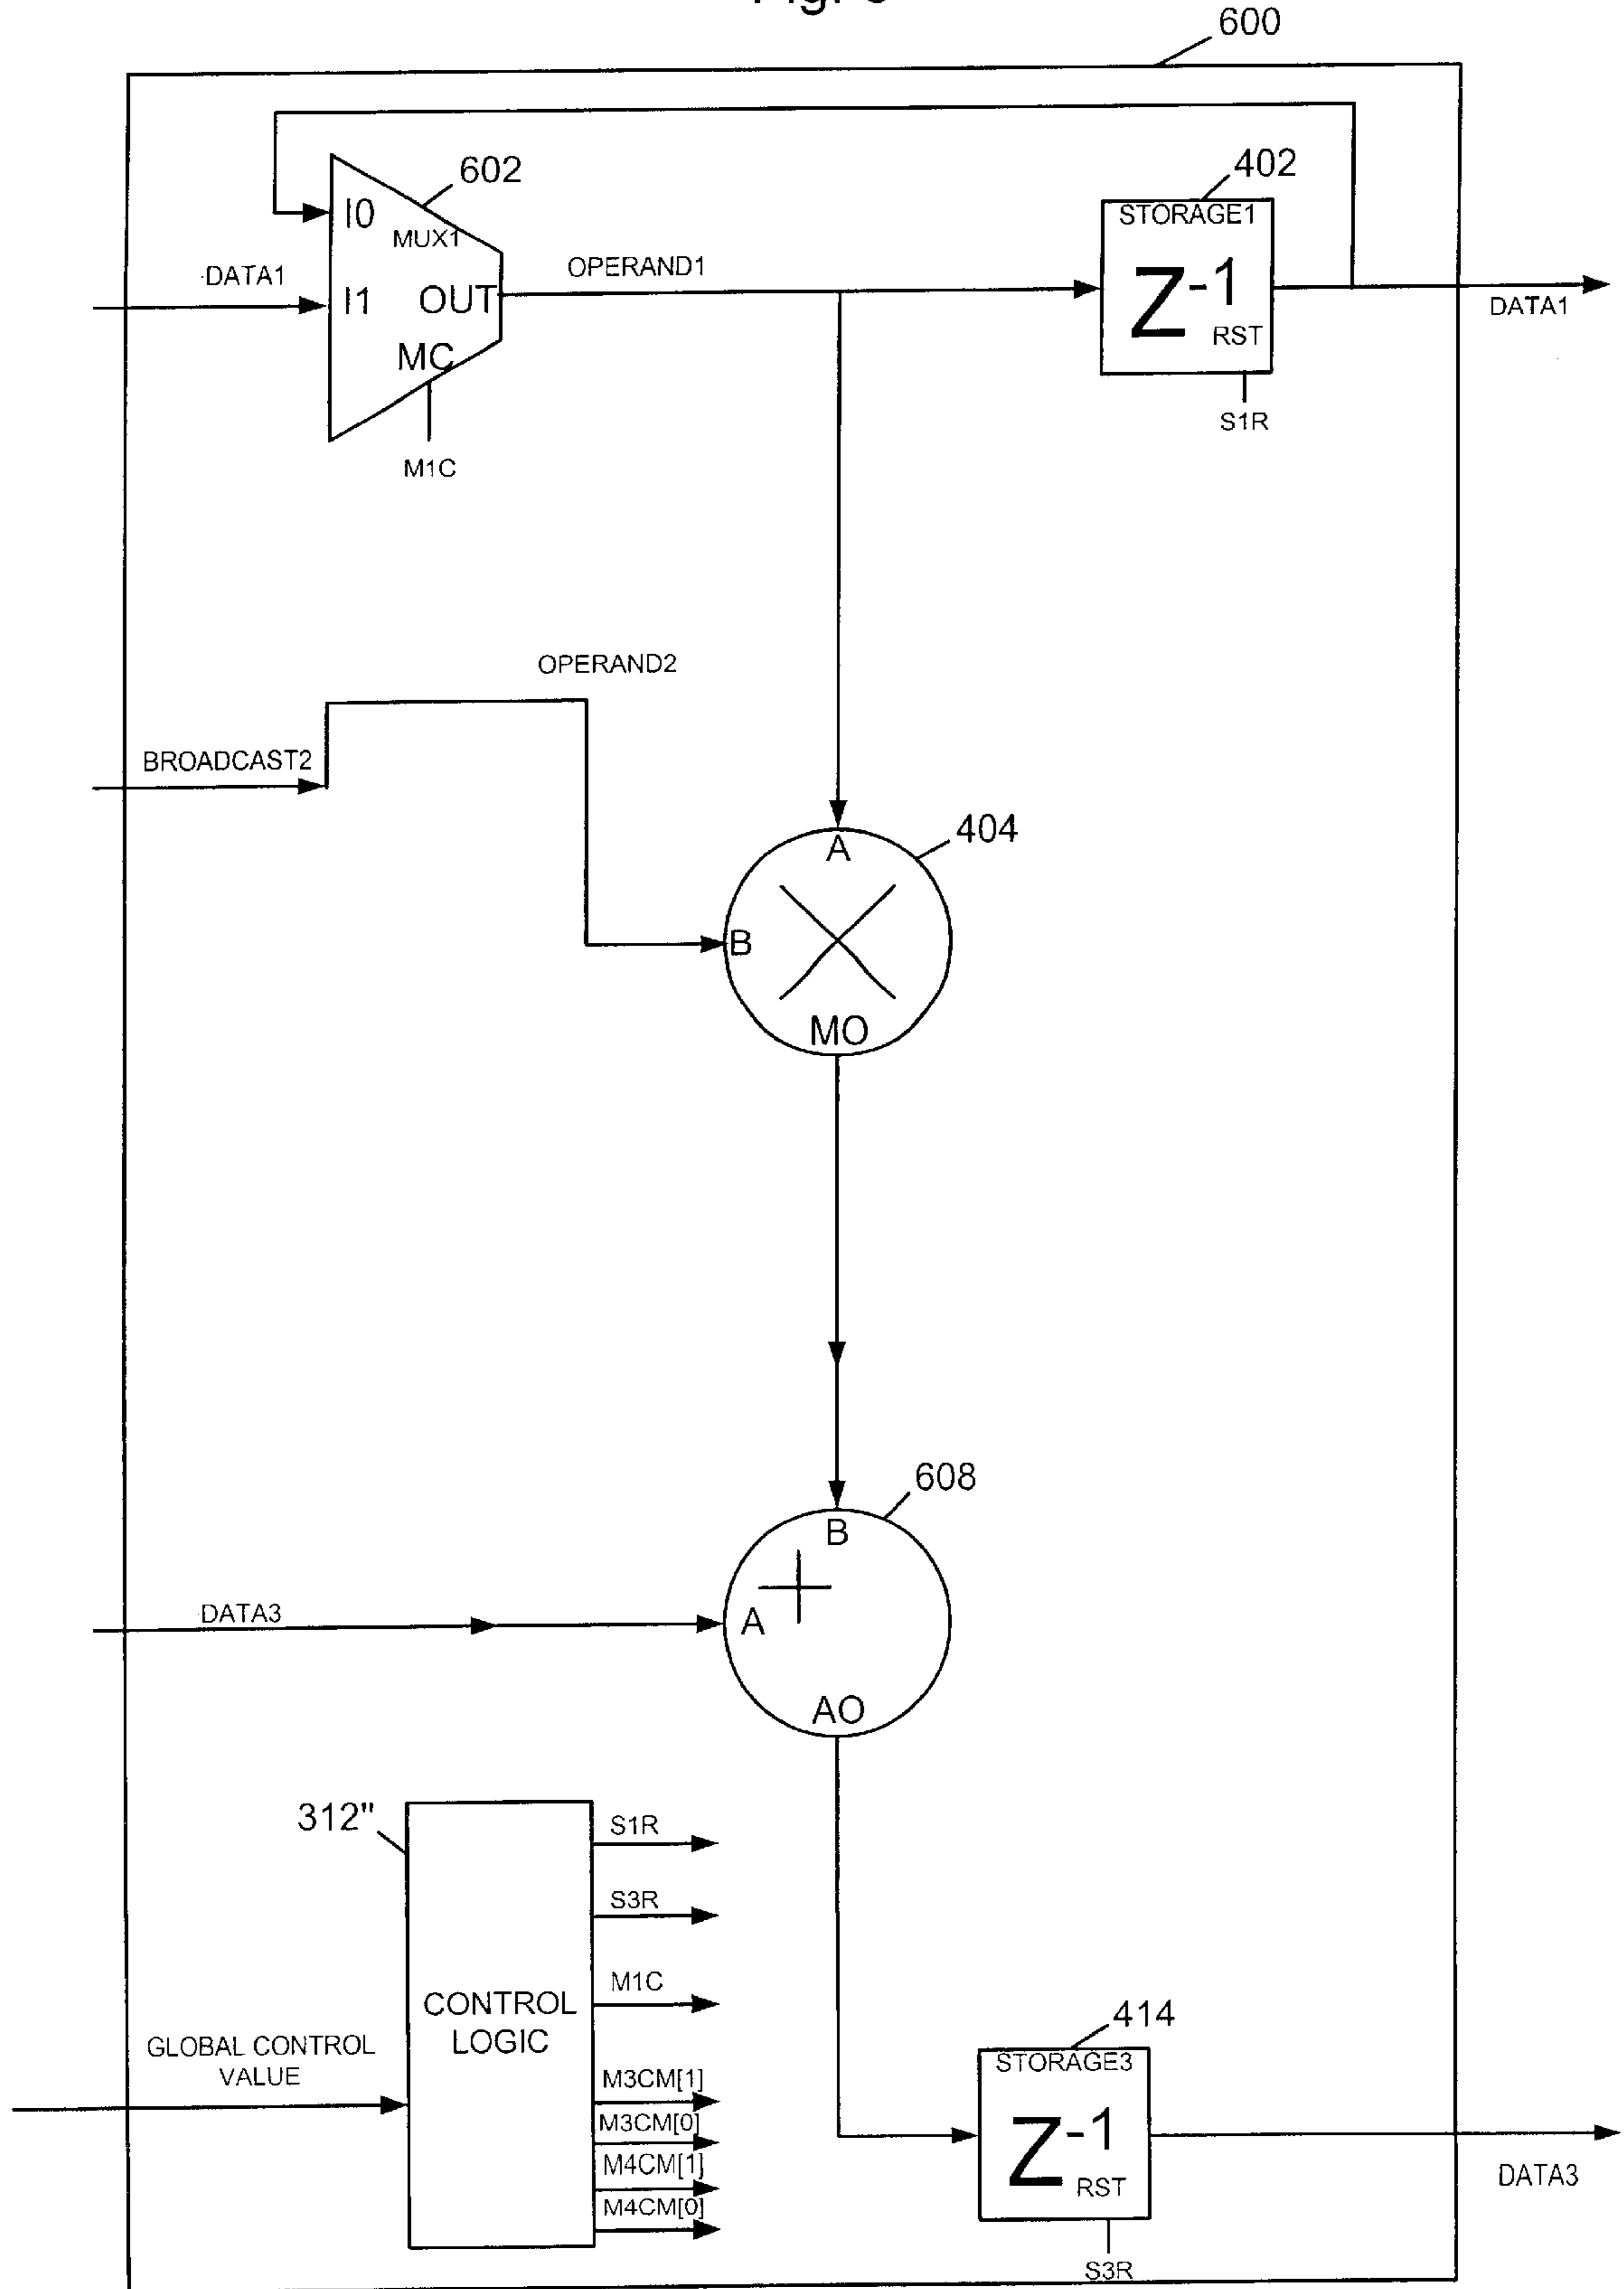 600
602
402
I0
MUX1
STORAGE1
DATA1
OPERAND1
I1
OUT
Z-1
RST
DATA1
MC
S1R
M1C
OPERAND2
BROADCAST2
404
A
B
MO
608
B
DATA3
A
AO
312"
S1R
S3R
M1C
CONTROL
LOGIC
414
GLOBAL CONTROL
VALUE
STORAGE3
M3CM[1]
M3CM[0]
Z-1
M4CM[1]
DATA3
RST
M4CM[0]
S3R